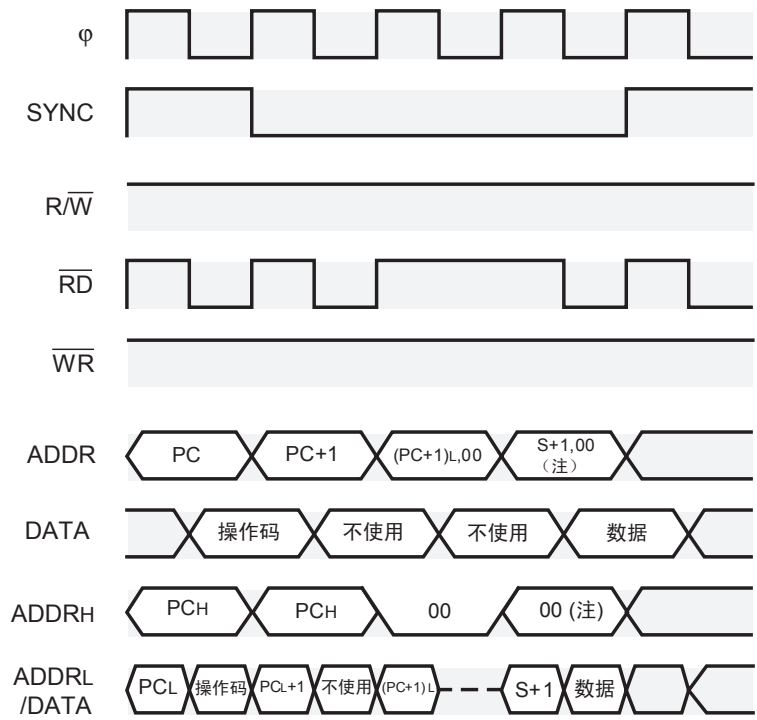 φ
SYNC
R/W̅
R̅D̅
W̅R̅
ADDR PC PC+1 (PC+1)L,00 S+1,00
(注)
DATA 操作码 不使用 不使用 数据
ADDRH PCH PCH 00 00 (注)
ADDRL
/DATA PCL 操作码 PCL+1 不使用 (PC+1)L S+1 数据